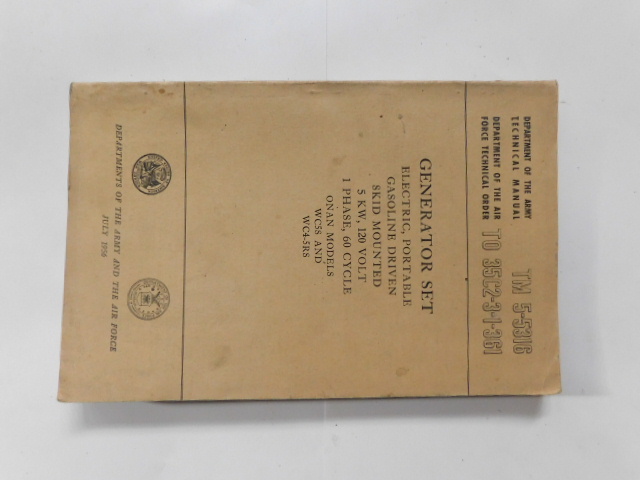 DEPARTMENT OF THE ARMY
TECHNICAL MANUAL
TM 5-5316
DEPARTMENT OF THE AIR
FORCE TECHNICAL ORDER
TO 35C2-3-1-361
GENERATOR SET
ELECTRIC, PORTABLE
GASOLINE DRIVEN
SKID MOUNTED
5 KW, 120 VOLT
1 PHASE, 60 CYCLE
ONAN MODELS
WC5S AND
WC4-5RS
DEPARTMENTS OF THE ARMY AND THE AIR FORCE
JULY 1956